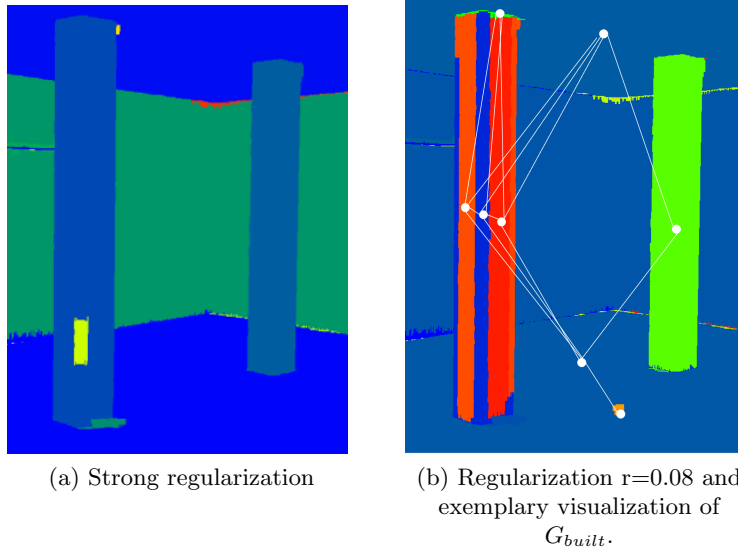 (a) Strong regularization
(b) Regularization r=0.08 and
exemplary visualization of
G_built.